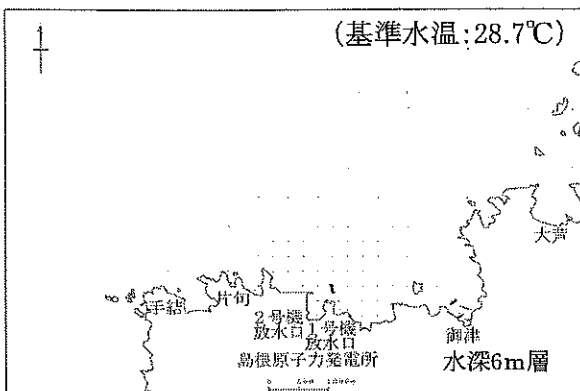 (基準水温:28.7℃)
大芦
手結
片句
2号機
放水口
1号機
放水口
御津
島根原子力発電所
水深6m層